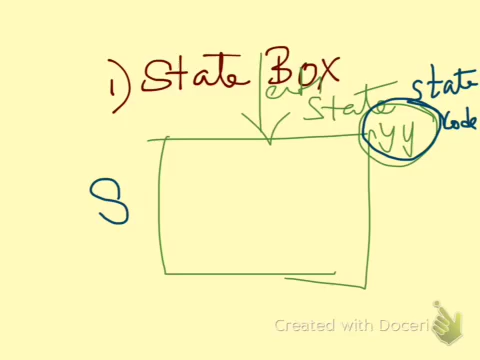 1) State Box
State
state
code
yy
S
Created with Doceri